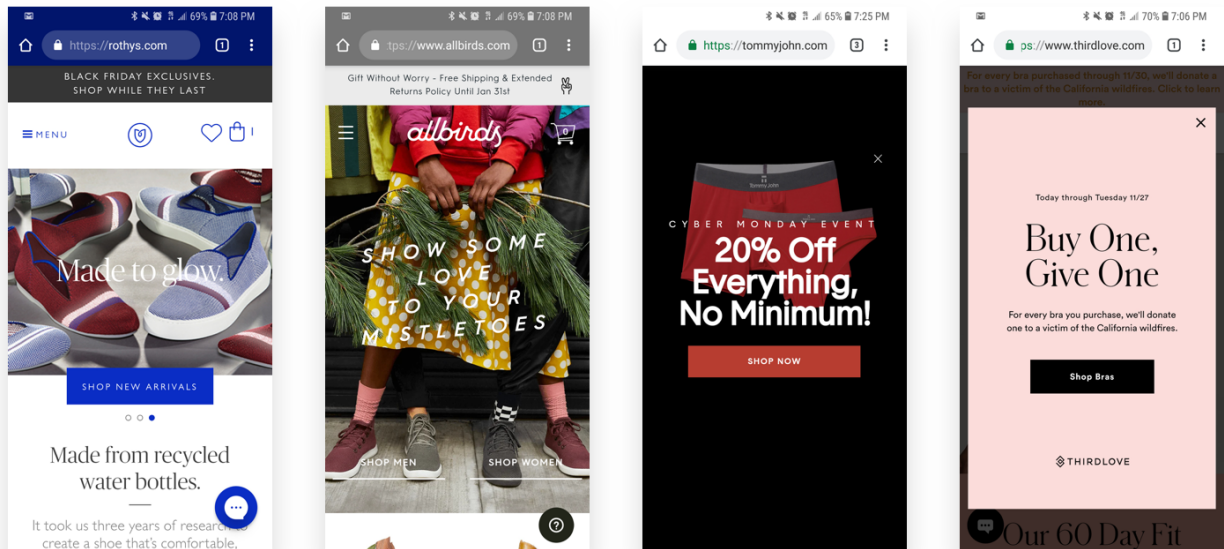 69% 7:08 PM
https://rothys.com
1
BLACK FRIDAY EXCLUSIVES.
SHOP WHILE THEY LAST
MENU
Made to glow.
SHOP NEW ARRIVALS
Made from recycled
water bottles.
It took us three years of research to
create a shoe that's comfortable,
69% 7:08 PM
tps://www.allbirds.com
1
Gift Without Worry - Free Shipping & Extended
Returns Policy Until Jan 31st
allbirds
0
SHOW SOME
LOVE
TO YOUR
MISTLETOES
SHOP MEN
SHOP WOMEN
65% 7:25 PM
https://tommyjohn.com
3
Tommy John
CYBER MONDAY EVENT
20% Off
Everything,
No Minimum!
SHOP NOW
70% 7:06 PM
ps://www.thirdlove.com
1
For every bra purchased through 11/30, we'll donate
a bra to a victim of the California wildfires. Click to learn
more.
Today through Tuesday 11/27
Buy One,
Give One
For every bra you purchase, we'll donate
one to a victim of the California wildfires.
Shop Bras
THIRDLOVE
Our 60 Day Fit